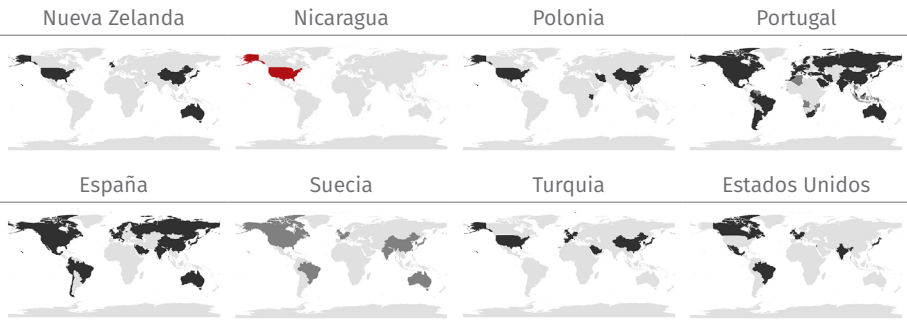 Nueva Zelanda
Nicaragua
Polonia
Portugal
España
Suecia
Turquia
Estados Unidos